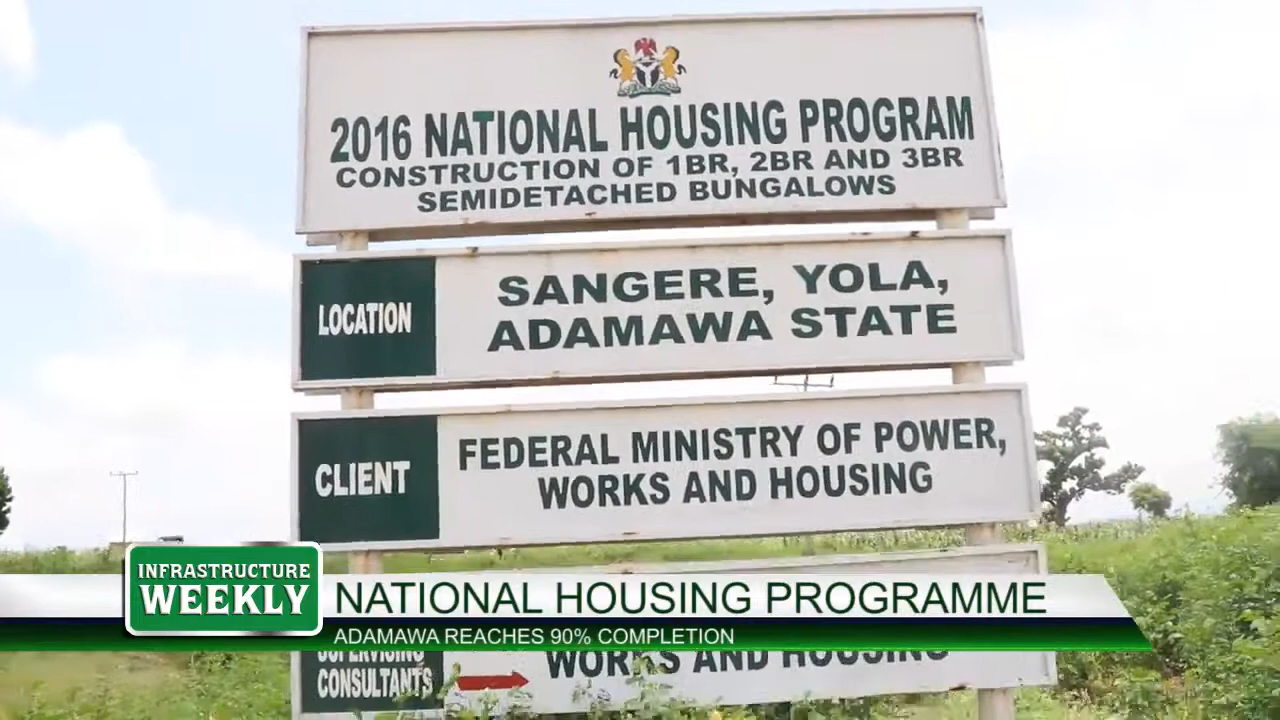 2016 NATIONAL HOUSING PROGRAM
CONSTRUCTION OF 1BR, 2BR AND 3BR
SEMIDETACHED BUNGALOWS
LOCATION
SANGERE, YOLA,
ADAMAWA STATE
CLIENT
FEDERAL MINISTRY OF POWER,
WORKS AND HOUSING
INFRASTRUCTURE
WEEKLY
NATIONAL HOUSING PROGRAMME
ADAMAWA REACHES 90% COMPLETION
SUPERVISING
CONSULTANTS
WORKS AND HOUSING